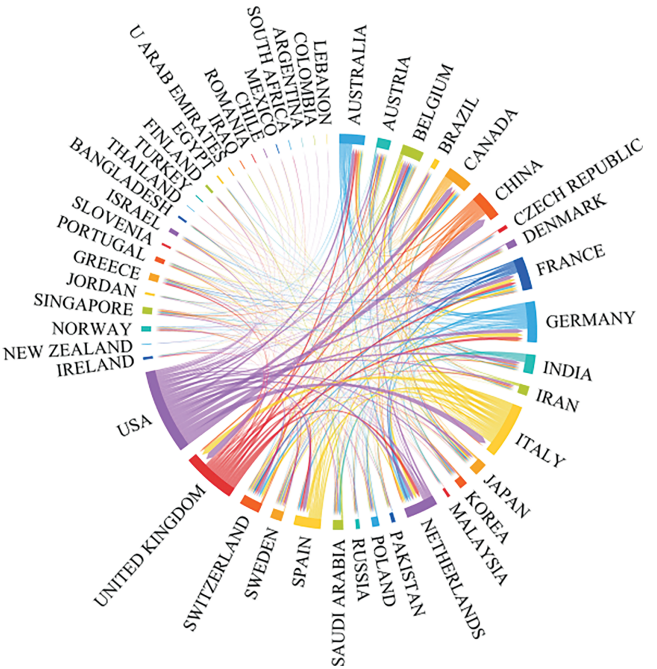 AUSTRALIA
AUSTRIA
BELGIUM
BRAZIL
CANADA
CHINA
CZECH REPUBLIC
DENMARK
FRANCE
GERMANY
INDIA
IRAN
ITALY
JAPAN
KOREA
MALAYSIA
NETHERLANDS
PAKISTAN
POLAND
RUSSIA
SAUDI ARABIA
SPAIN
SWEDEN
SWITZERLAND
UNITED KINGDOM
USA
IRELAND
NEW ZEALAND
NORWAY
SINGAPORE
JORDAN
GREECE
PORTUGAL
SLOVENIA
ISRAEL
BANGLADESH
THAILAND
TURKEY
FINLAND
EGYPT
U ARAB EMIRATES
IRAQ
ROMANIA
CHILE
MEXICO
SOUTH AFRICA
ARGENTINA
COLOMBIA
LEBANON